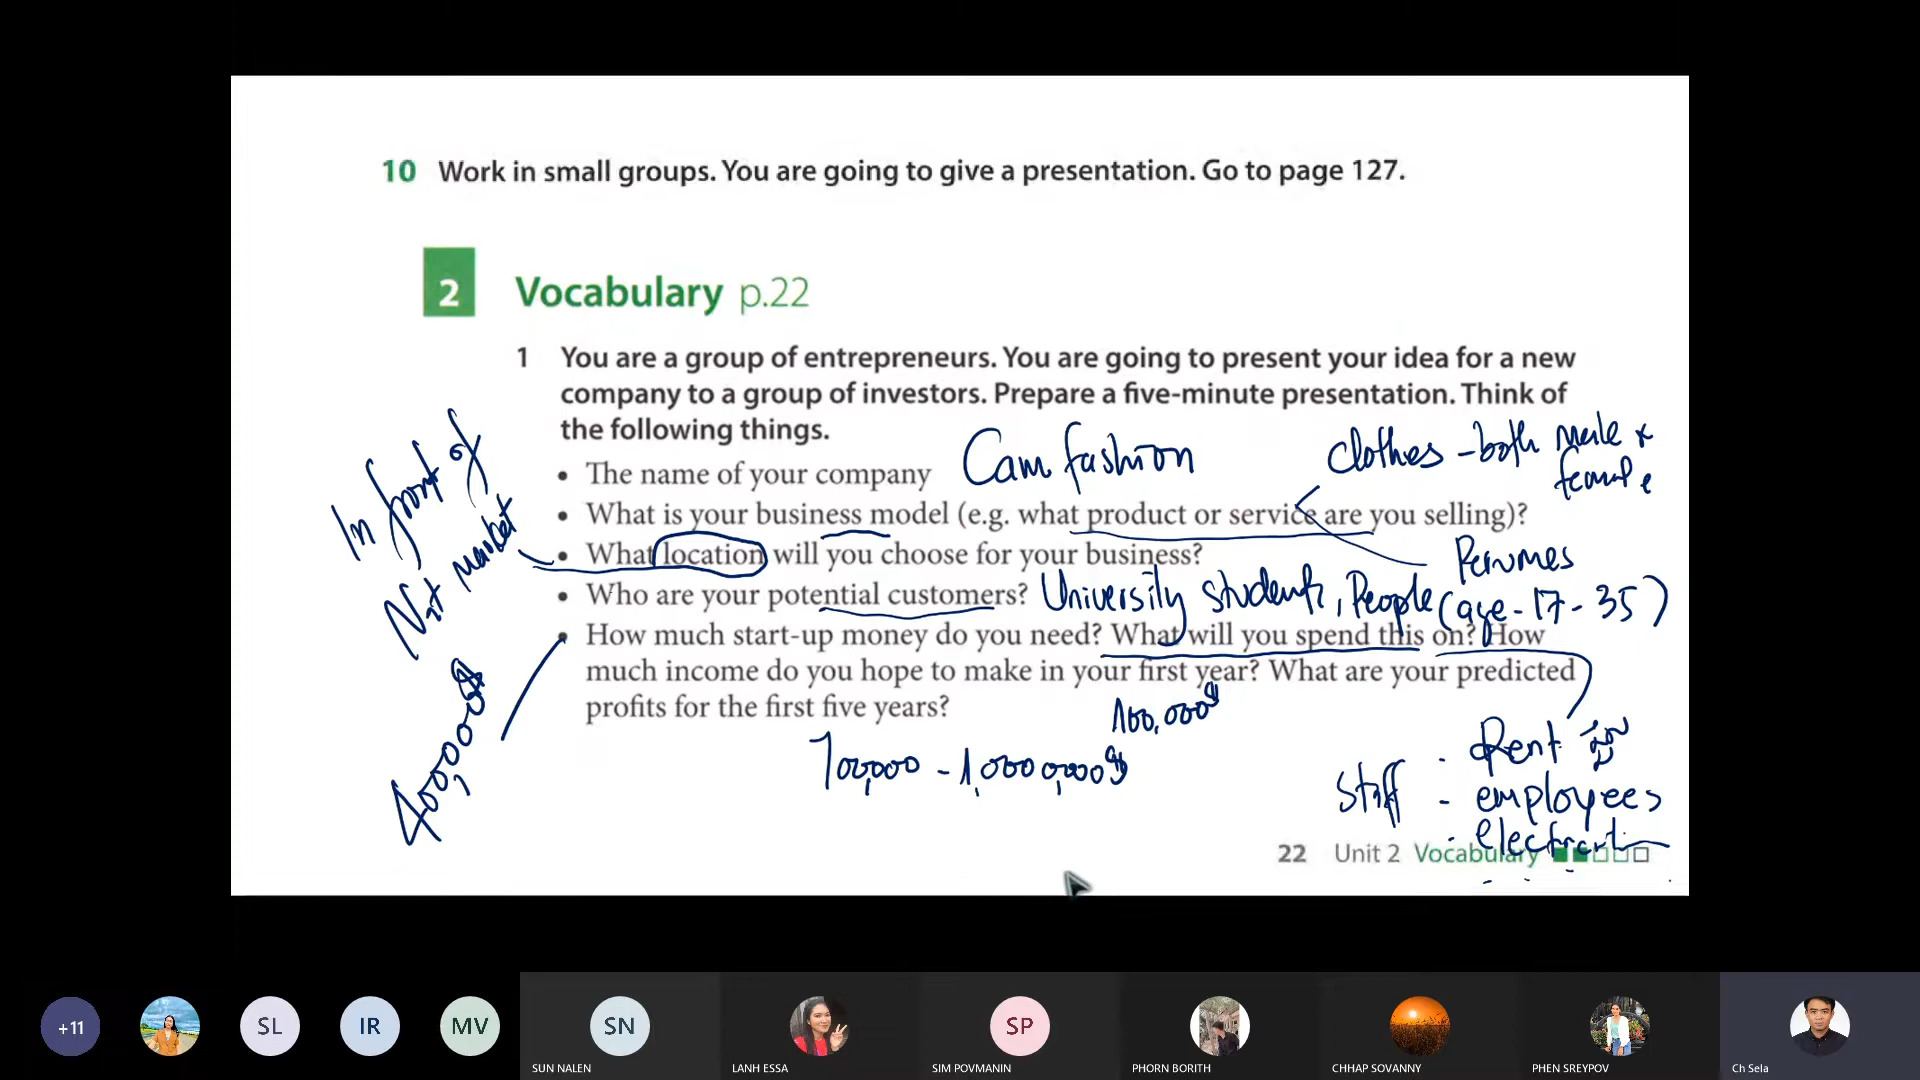 10 Work in small groups. You are going to give a presentation. Go to page 127.
2 Vocabulary p.22
1 You are a group of entrepreneurs. You are going to present your idea for a new
company to a group of investors. Prepare a five-minute presentation. Think of
the following things.
• The name of your company
Cam fashion
clothes - both male &
female
• What is your business model (e.g. what product or service are you selling)?
Perumes
• What location will you choose for your business?
In front of
market
• Who are your potential customers?
University students, People (age - 17 - 35)
• How much start-up money do you need? What will you spend this on? How
much income do you hope to make in your first year? What are your predicted
profits for the first five years?
100,000$
400,000$
Staff
- Rent
- employees
22 Unit 2 Vocabulary
+11
SL
IR
MV
SN
SP
SUN NALEN
LANH ESSA
SIM POVMANIN
PHORN BORITH
CHHAP SOVANNY
PHEN SREYPOV
Ch Sela